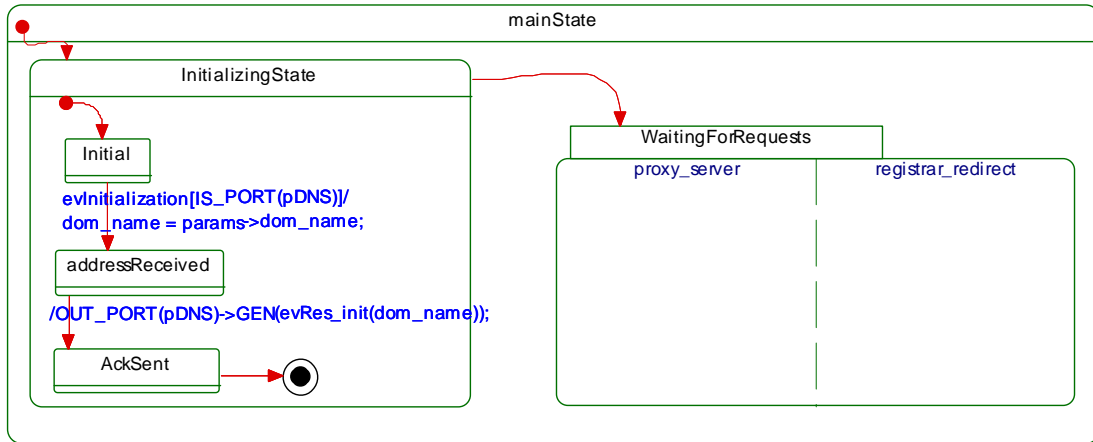 mainState
InitializingState
Initial
evInitialization[IS_PORT(pDNS)]/
dom_name = params->dom_name;
addressReceived
/OUT_PORT(pDNS)->GEN(evRes_init(dom_name));
AckSent
WaitingForRequests
proxy_server
registrar_redirect